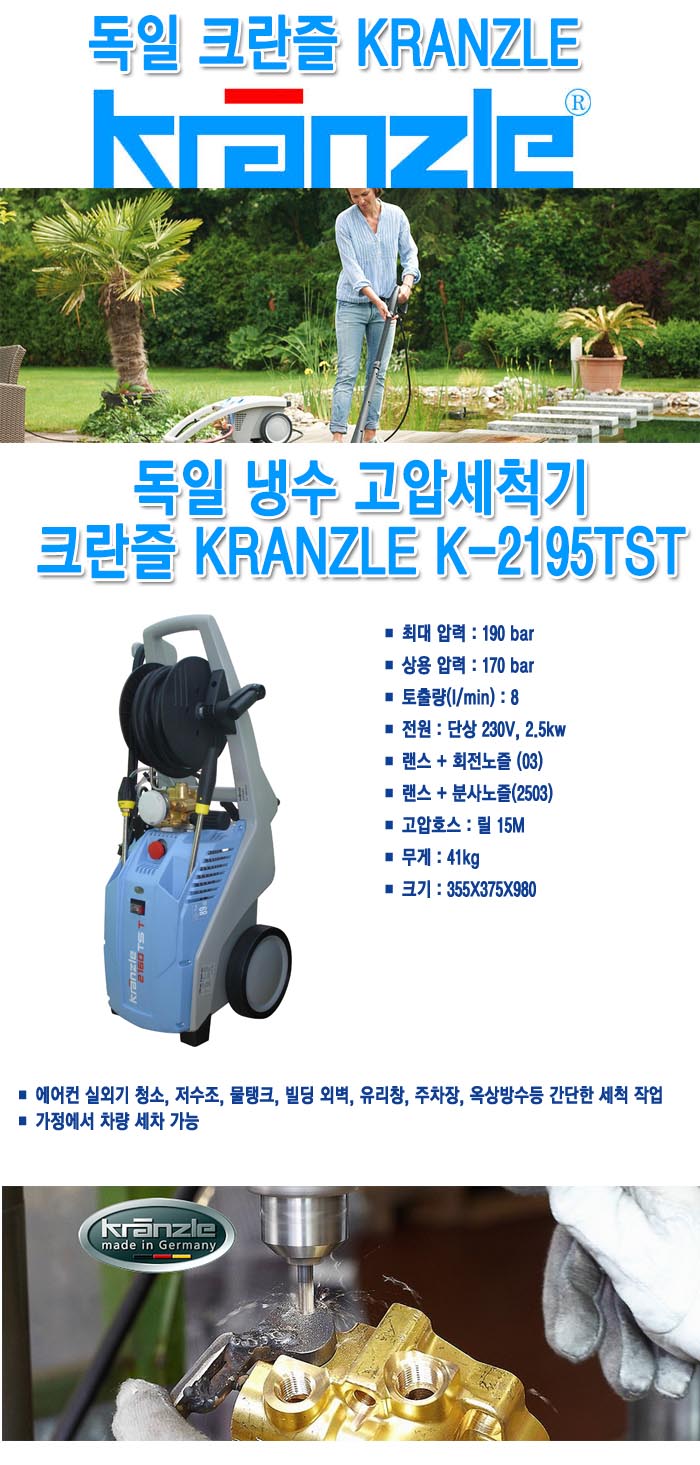 독일 크란즐 KRANZLE
kränzle®
독일 냉수 고압세척기
크란즐 KRANZLE K-2195TST
■ 최대 압력 : 190 bar
■ 상용 압력 : 170 bar
■ 토출량(l/min) : 8
■ 전원 : 단상 230V, 2.5kw
■ 랜스 + 회전노즐 (03)
■ 랜스 + 분사노즐(2503)
■ 고압호스 : 릴 15M
■ 무게 : 41kg
■ 크기 : 355X375X980
kränzle
2160 TS T
■ 에어컨 실외기 청소, 저수조, 물탱크, 빌딩 외벽, 유리창, 주차장, 옥상방수등 간단한 세척 작업
■ 가정에서 차량 세차 가능
kränzle
made in Germany